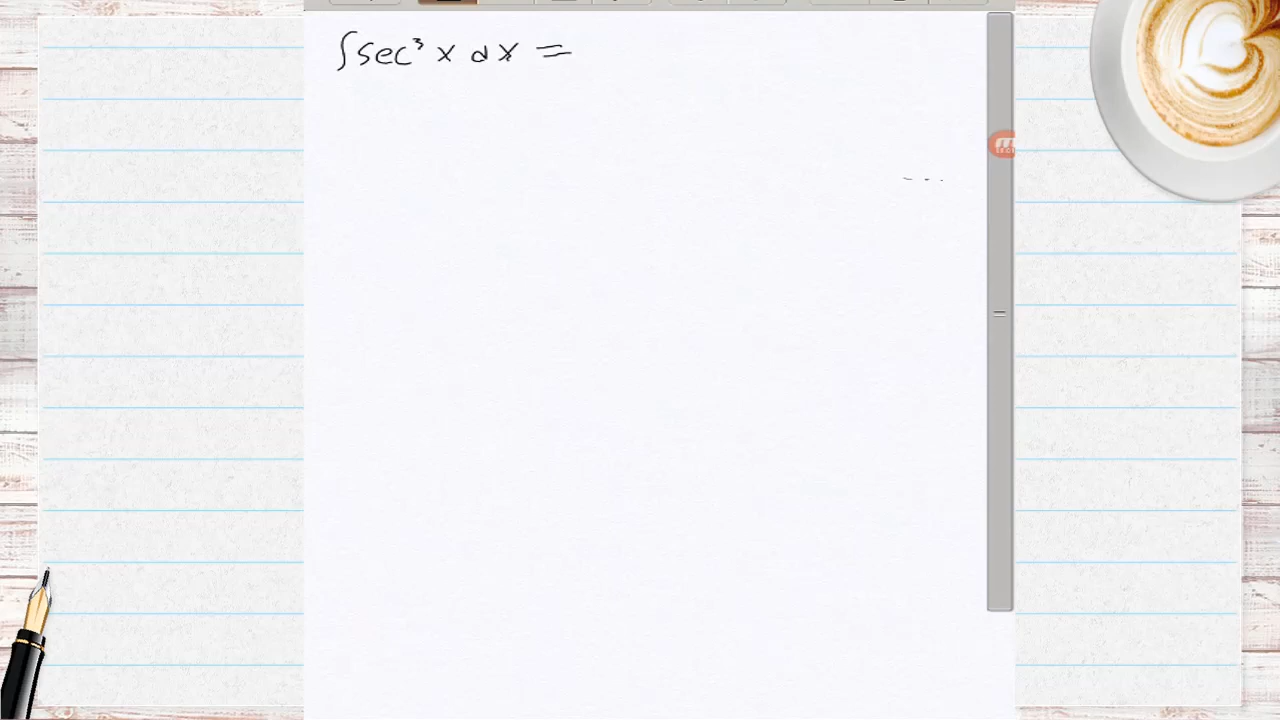 ∫sec³ x dx =